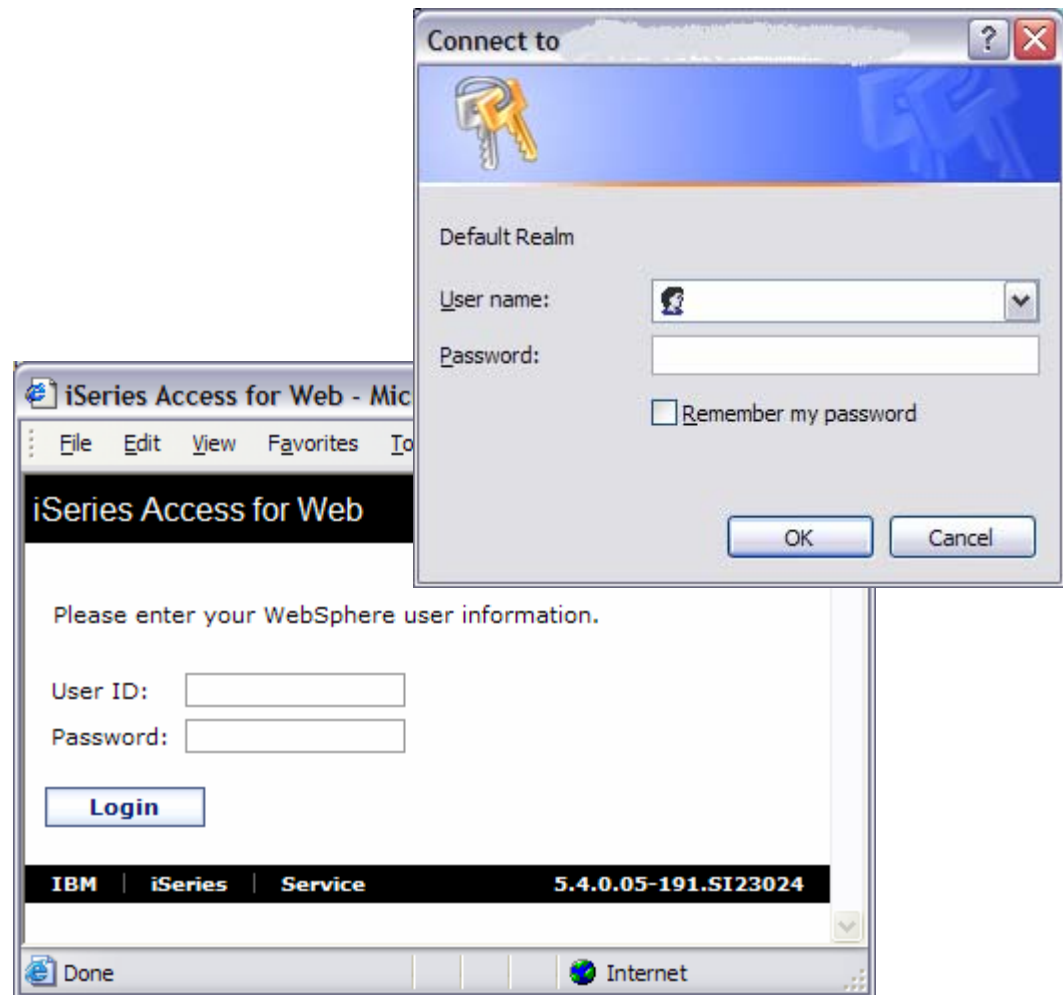 Connect to
Default Realm
User name:
Password:
Remember my password
OK Cancel
iSeries Access for Web - Mic
File Edit View Favorites To
iSeries Access for Web
Please enter your WebSphere user information.
User ID:
Password:
Login
IBM | iSeries | Service 5.4.0.05-191.SI23024
Done Internet